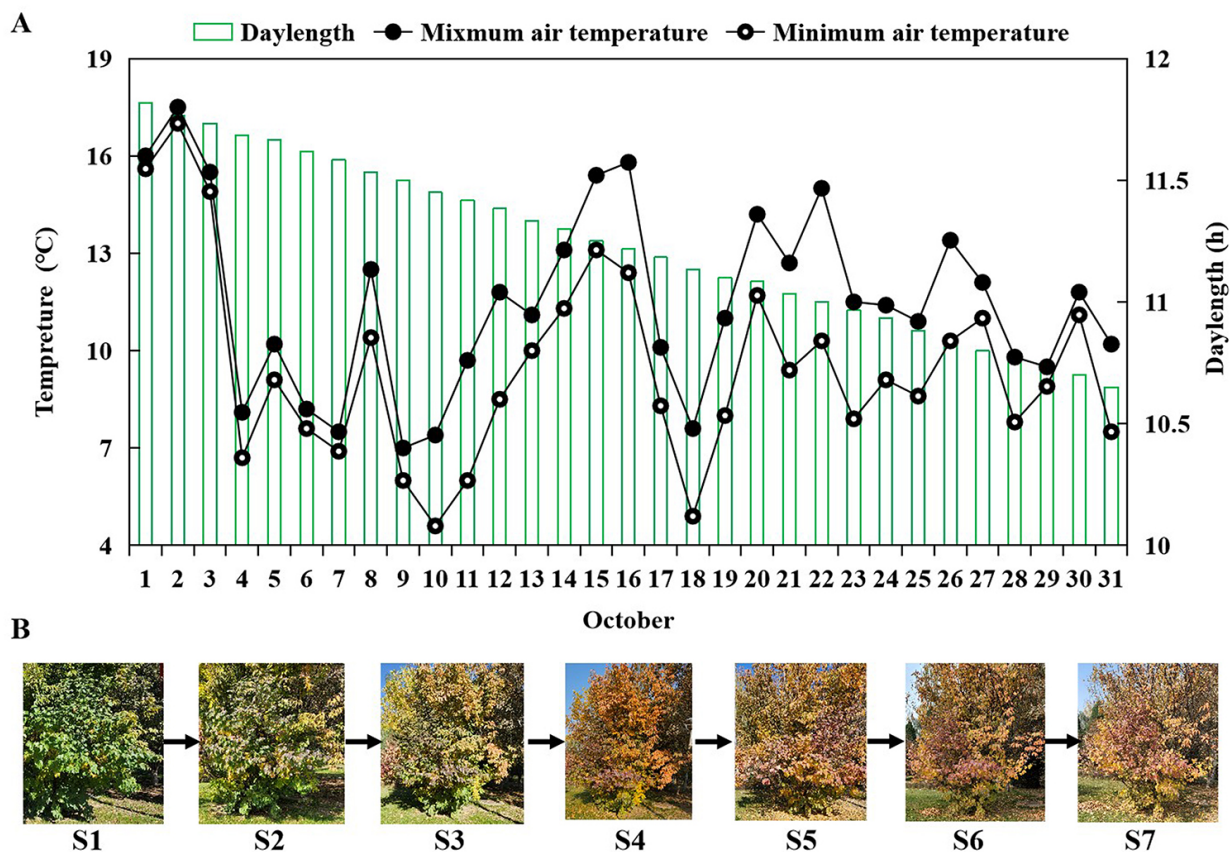 A
Daylength Mixmum air temperature Minimum air temperature
19 12
16 11.5
13 11
10 10.5
7
4 10
Tempreture (℃)
Daylength (h)
1 2 3 4 5 6 7 8 9 10 11 12 13 14 15 16 17 18 19 20 21 22 23 24 25 26 27 28 29 30 31
October
B
S1 S2 S3 S4 S5 S6 S7